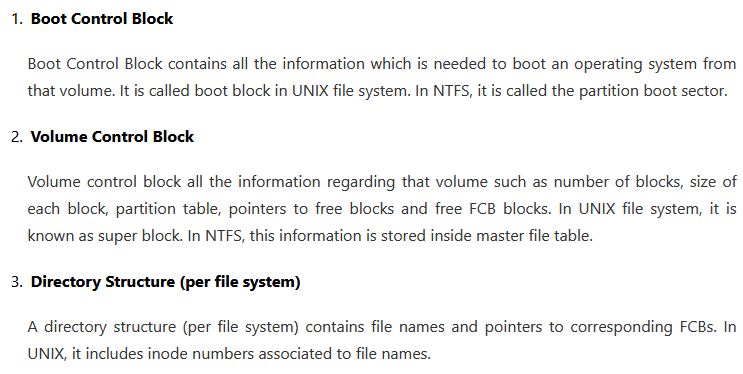 1. Boot Control Block
Boot Control Block contains all the information which is needed to boot an operating system from
that volume. It is called boot block in UNIX file system. In NTFS, it is called the partition boot sector.
2. Volume Control Block
Volume control block all the information regarding that volume such as number of blocks, size of
each block, partition table, pointers to free blocks and free FCB blocks. In UNIX file system, it is
known as super block. In NTFS, this information is stored inside master file table.
3. Directory Structure (per file system)
A directory structure (per file system) contains file names and pointers to corresponding FCBs. In
UNIX, it includes inode numbers associated to file names.